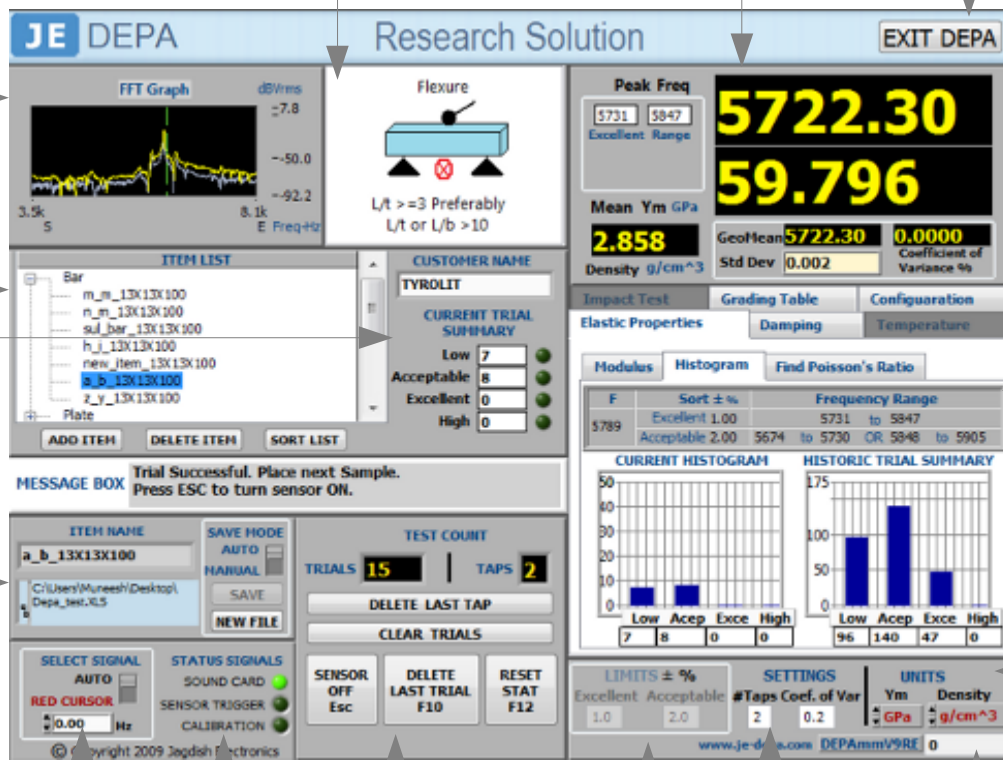 JE DEPA
Research Solution
EXIT DEPA
FFT Graph
dBVrms
-7.8
-50.0
-92.2
3.5k
8.1k
S
E Freq-Hz
Flexure
L/t >=3 Preferably
L/t or L/b >10
Peak Freq
5731 5847
Excellent Range
5722.30
59.796
Mean Ym GPa
2.858
Density g/cm^3
GeoMean 5722.30
Std Dev 0.002
0.0000
Coefficient of
Variance %
ITEM LIST
Bar
m_m_13X13X100
n_m_13X13X100
sul_bar_13X13X100
h_i_13X13X100
new_item_13X13X100
a_b_13X13X100
z_y_13X13X100
Plate
ADD ITEM DELETE ITEM SORT LIST
CUSTOMER NAME
TYROLIT
CURRENT TRIAL
SUMMARY
Low 7
Acceptable 8
Excellent 0
High 0
Impact Test Grading Table Configuaration
Elastic Properties Damping Temperature
Modulus Histogram Find Poisson's Ratio
F Sort ± % Frequency Range
5789
Excellent 1.00 5731 to 5847
Acceptable 2.00 5674 to 5730 OR 5848 to 5905
CURRENT HISTOGRAM
50
40
30
20
10
0
Low Acep Exce High
7 8 0 0
HISTORIC TRIAL SUMMARY
175
100
50
0
Low Acep Exce High
96 140 47 0
MESSAGE BOX
Trial Successful. Place next Sample.
Press ESC to turn sensor ON.
ITEM NAME
a_b_13X13X100
C:\Users\Muneesh\Desktop\
Depa_test.XLS
SAVE MODE
AUTO
MANUAL
SAVE
NEW FILE
TEST COUNT
TRIALS 15 TAPS 2
DELETE LAST TAP
CLEAR TRIALS
SENSOR
OFF
Esc
DELETE
LAST TRIAL
F10
RESET
STAT
F12
SELECT SIGNAL
AUTO
RED CURSOR
0.00 Hz
STATUS SIGNALS
SOUND CARD
SENSOR TRIGGER
CALIBRATION
© Copyright 2009 Jagdish Electronics
LIMITS ± %
Excellent Acceptable
1.0 2.0
SETTINGS
#Taps Coef. of Var
2 0.2
UNITS
Ym Density
GPa g/cm^3
www.je-depa.com DEPAmmV9RE 0